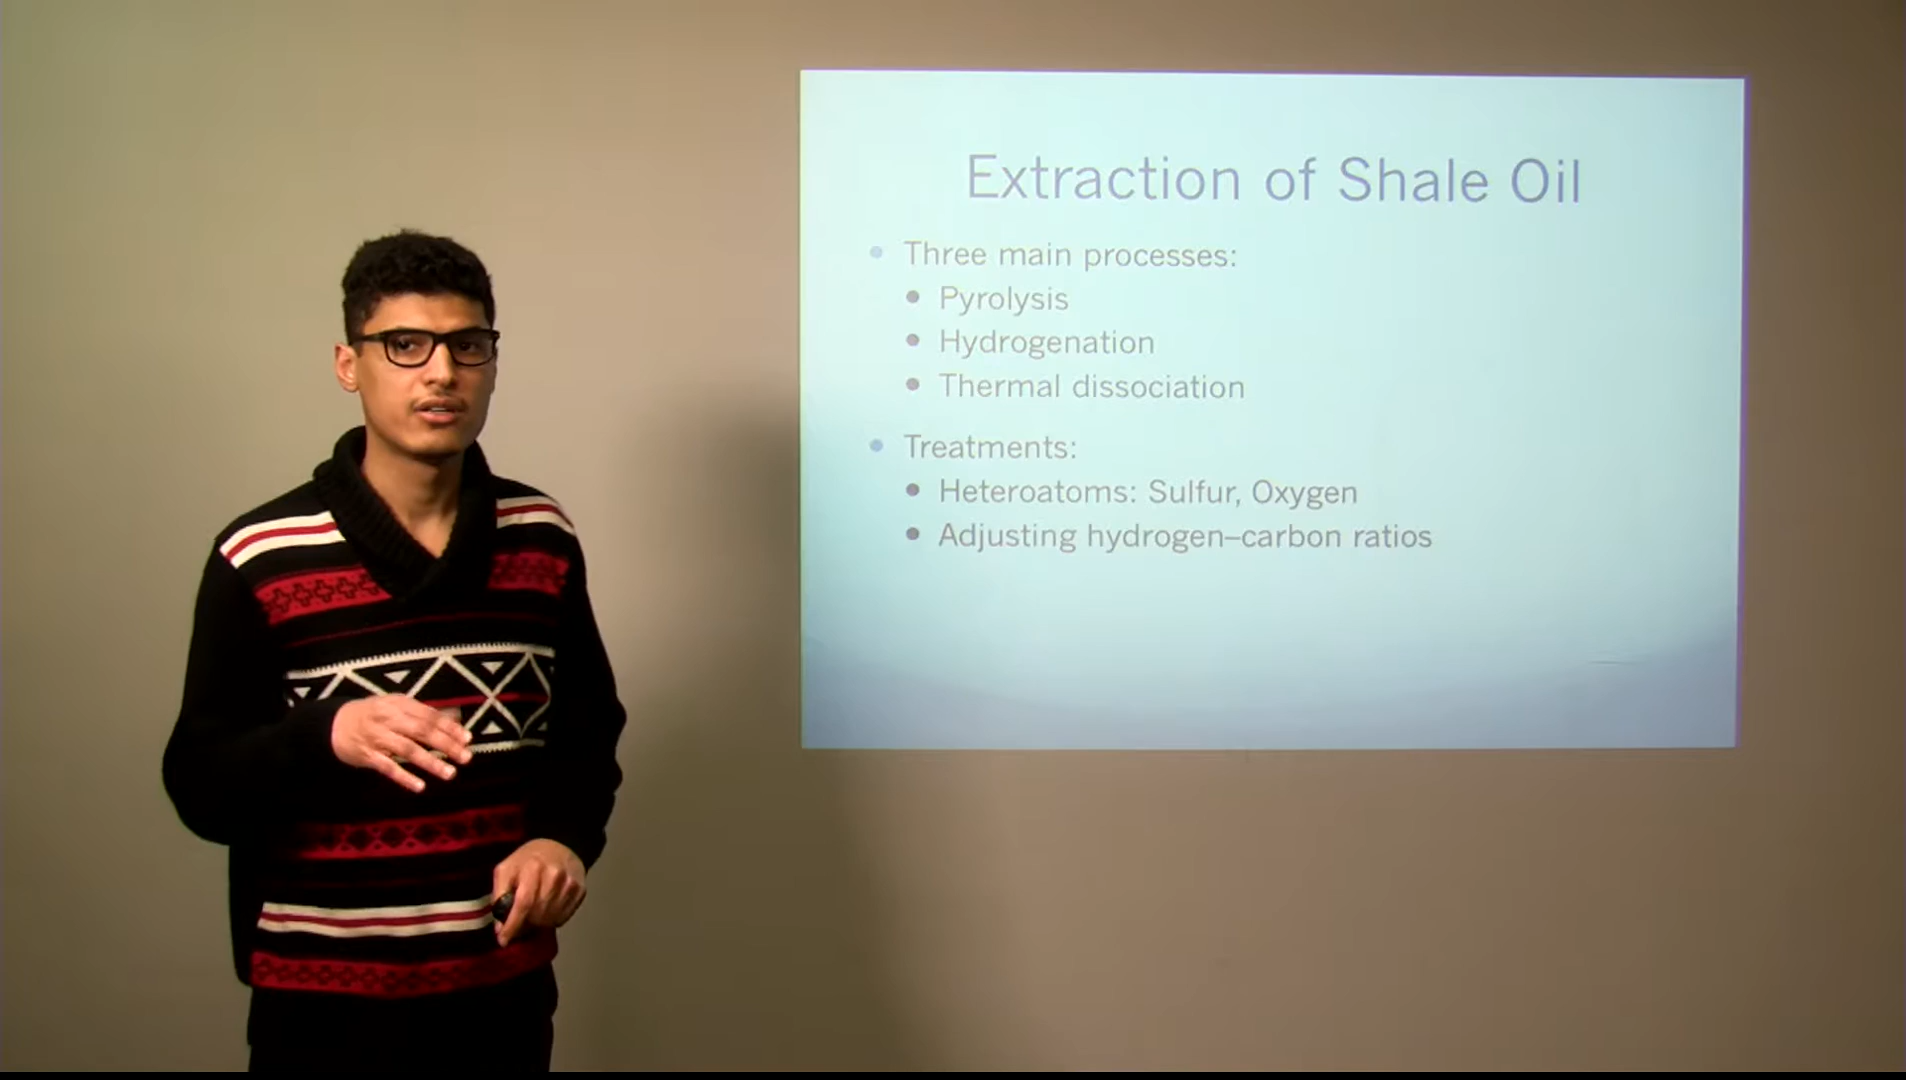 Extraction of Shale Oil
Three main processes:
Pyrolysis
Hydrogenation
Thermal dissociation
Treatments:
Heteroatoms: Sulfur, Oxygen
Adjusting hydrogen–carbon ratios